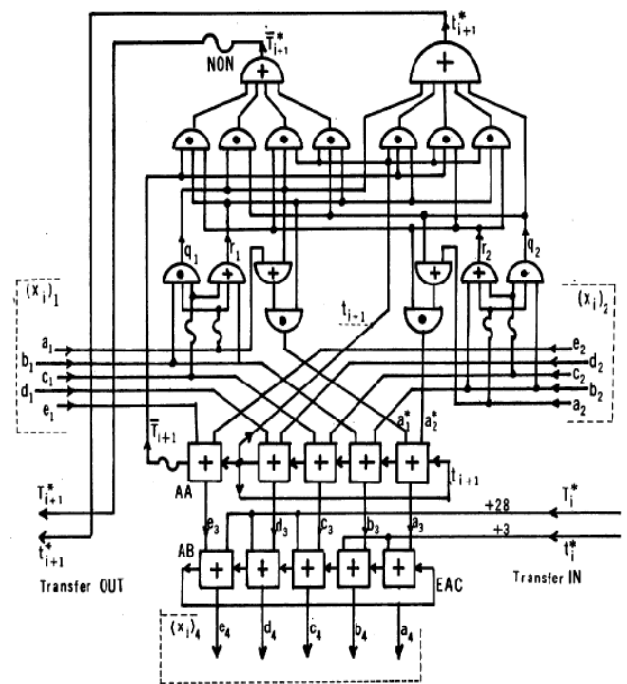 t*i+1
T̅*i+1
NON
+
+
• • • • • • •
q1 r1 r2 q2
• + + + + •
• •
(xi)1 ti+1 (xi)2
a1 e2
b1 d2
c1 c2
d1 b2
e1 a2
T̅i+1 a*1 a*2
+ + + + + ti+1
AA
T*i+1 +28 T*i
e3 d3 c3 b3 a3 +3
t*i+1 t*i
AB + + + + + EAC
Transfer OUT Transfer IN
(xi)4 e4 d4 c4 b4 a4